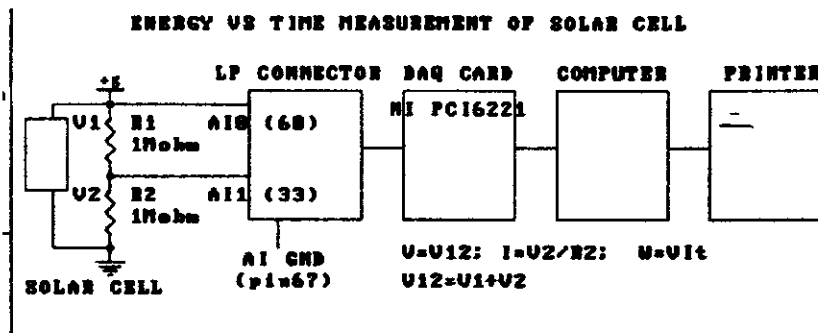 ENERGY VS TIME MEASUREMENT OF SOLAR CELL
LP CONNECTOR DAQ CARD COMPUTER PRINTER
NI PCI6221
+E
V1 R1 AI0 (68)
1Mohm
V2 R2 AI1 (33)
1Mohm
AI GND
(pin67)
SOLAR CELL
V=V12; I=V2/R2; W=VIt
V12=V1+V2